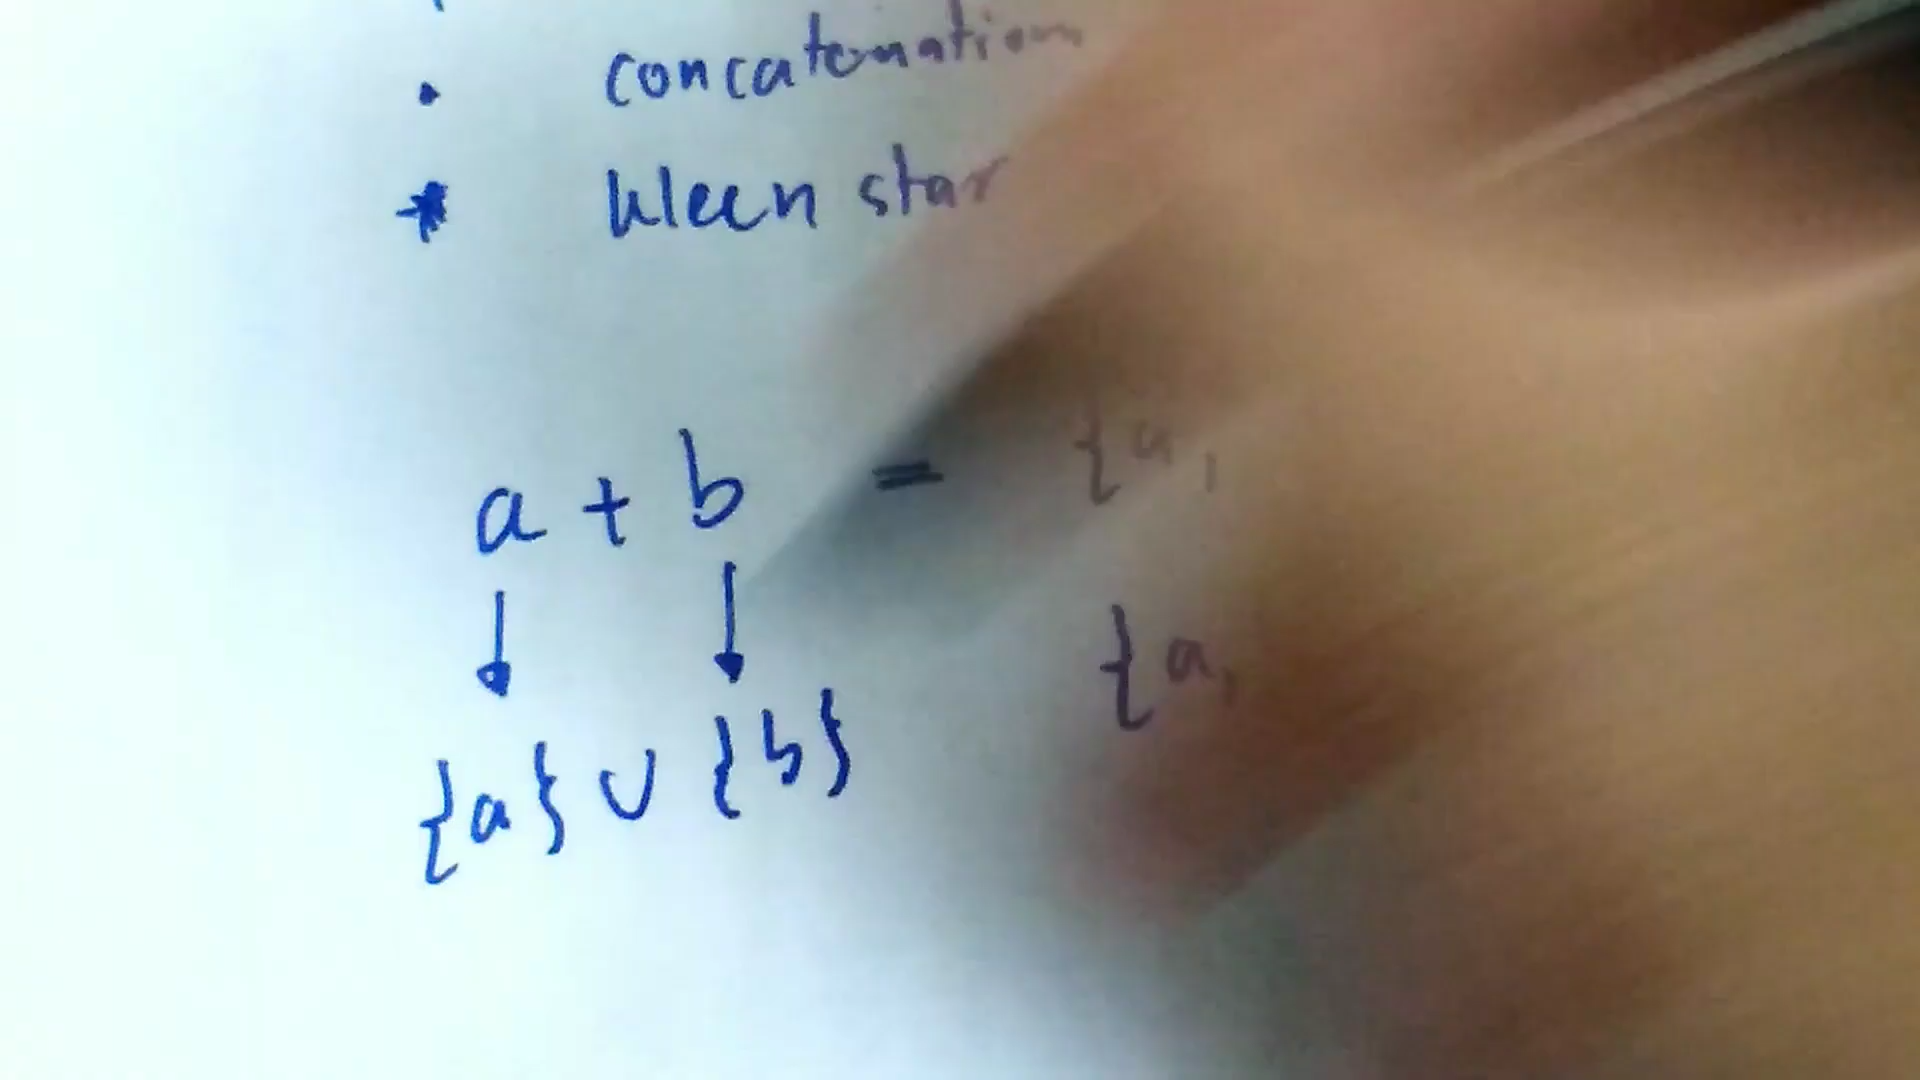 • concatenation
* kleen star
a + b = {a,
{a,
{a} ∪ {b}